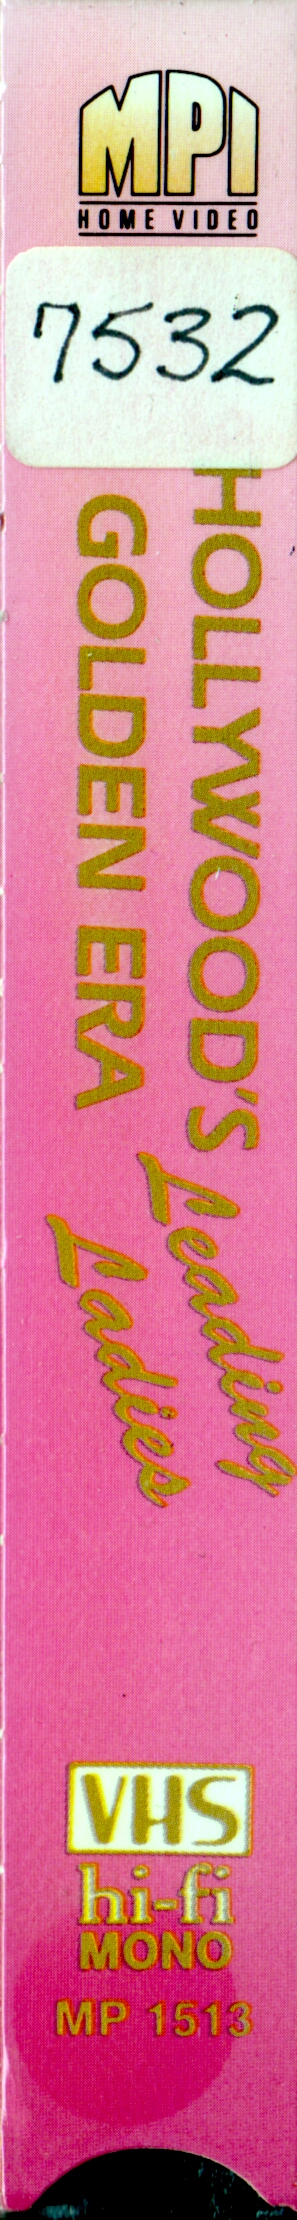 MPI
HOME VIDEO
7532
HOLLYWOOD'S
GOLDEN ERA
Leading
Ladies
VHS
hi-fi
MONO
MP 1513